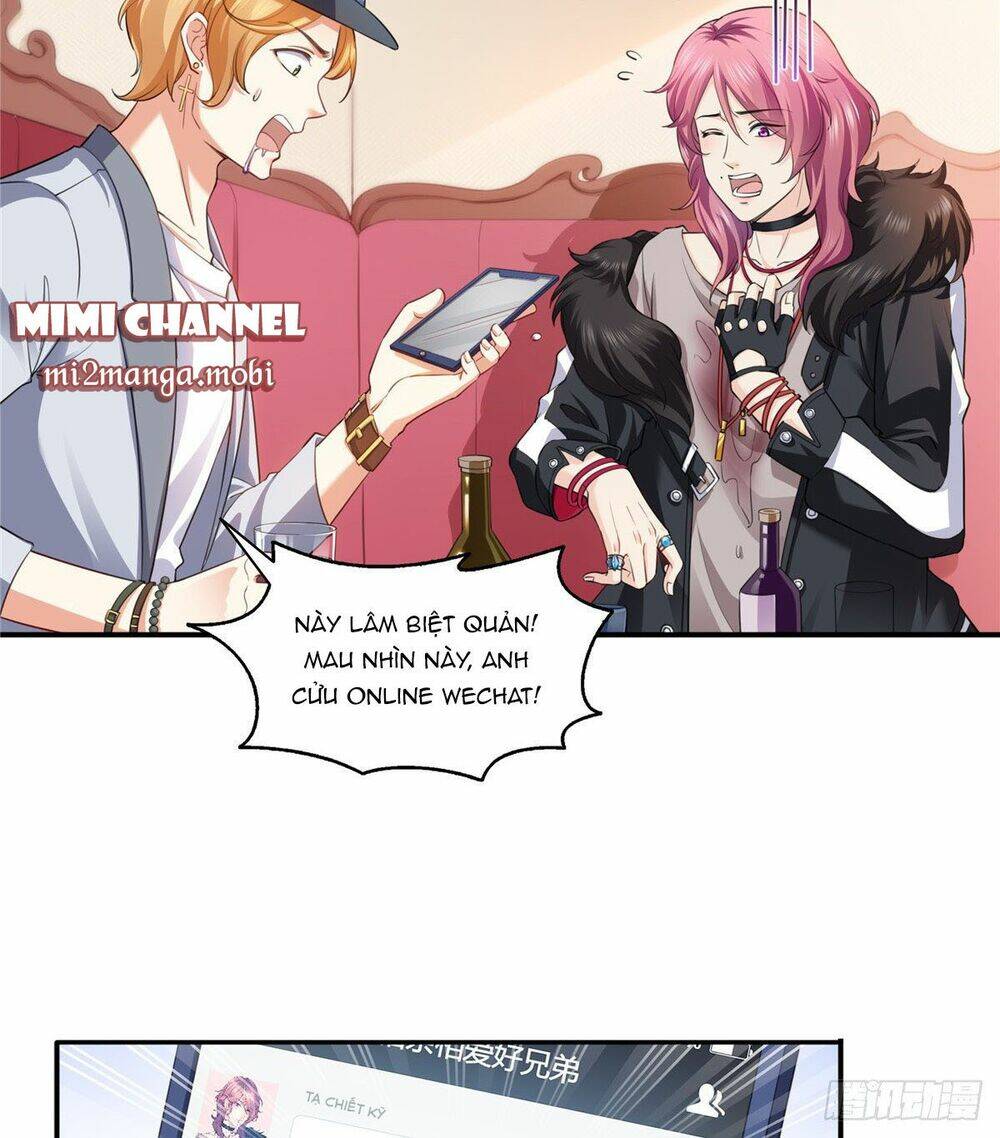 MIMI CHANNEL
mi2manga.mobi
NÀY LÂM BIỆT QUẢN!
MAU NHÌN NÀY, ANH
CỬU ONLINE WECHAT!
相爱好兄弟
TẠ CHIẾT KỶ
腾讯动漫